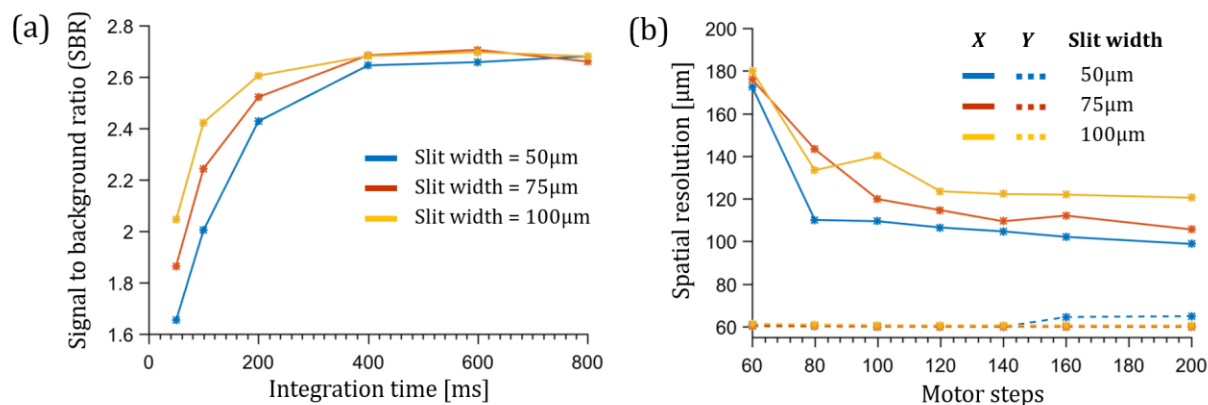 (a)
Signal to background ratio (SBR)
2.8
2.6
2.4
2.2
2
1.8
1.6
0
200
400
600
800
Integration time [ms]
Slit width = 50μm
Slit width = 75μm
Slit width = 100μm
(b)
Spatial resolution [μm]
200
180
160
140
120
100
80
60
60
80
100
120
140
160
180
200
Motor steps
X Y Slit width
50μm
75μm
100μm